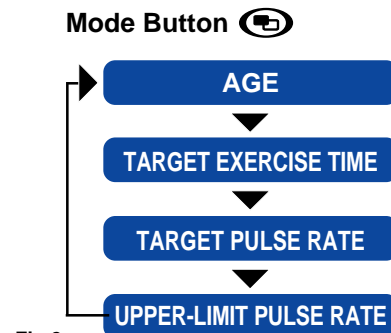 Mode Button
AGE
TARGET EXERCISE TIME
TARGET PULSE RATE
UPPER-LIMIT PULSE RATE